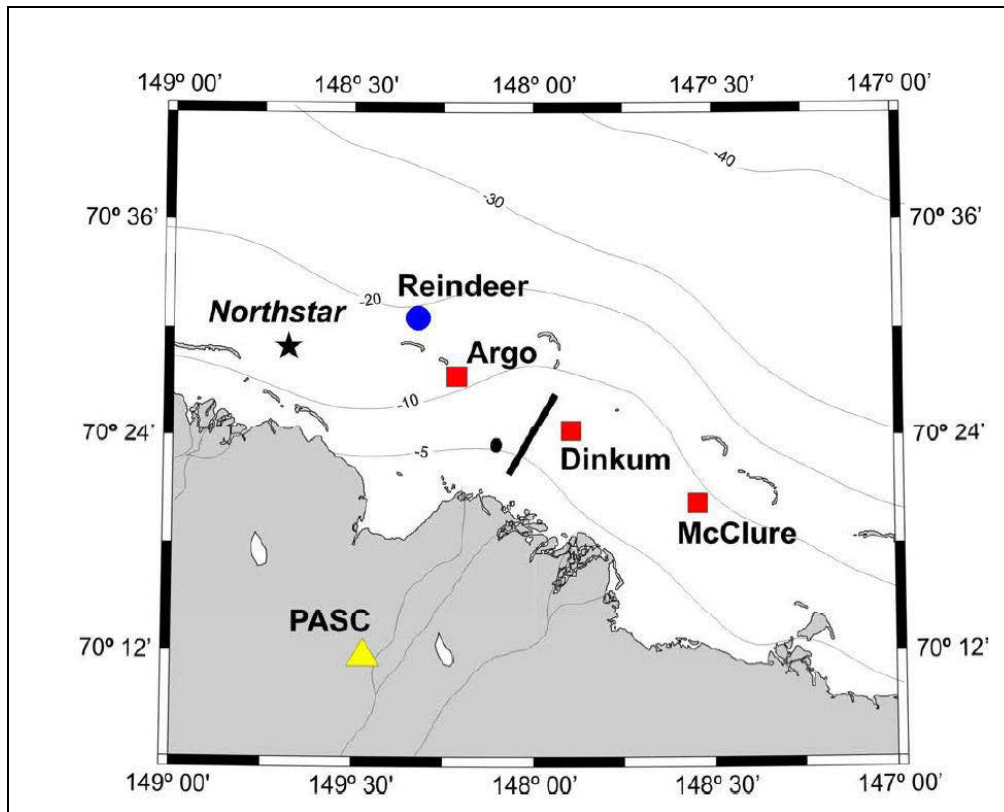 149º 00' 148º 30' 148º 00' 147º 30' 147º 00'
-40
-30
70º 36' 70º 36'
Reindeer
-20
Northstar
Argo
-10
70º 24' 70º 24'
-5
Dinkum
McClure
PASC
70º 12' 70º 12'
149º 00' 149º 30' 148º 00' 148º 30' 147º 00'